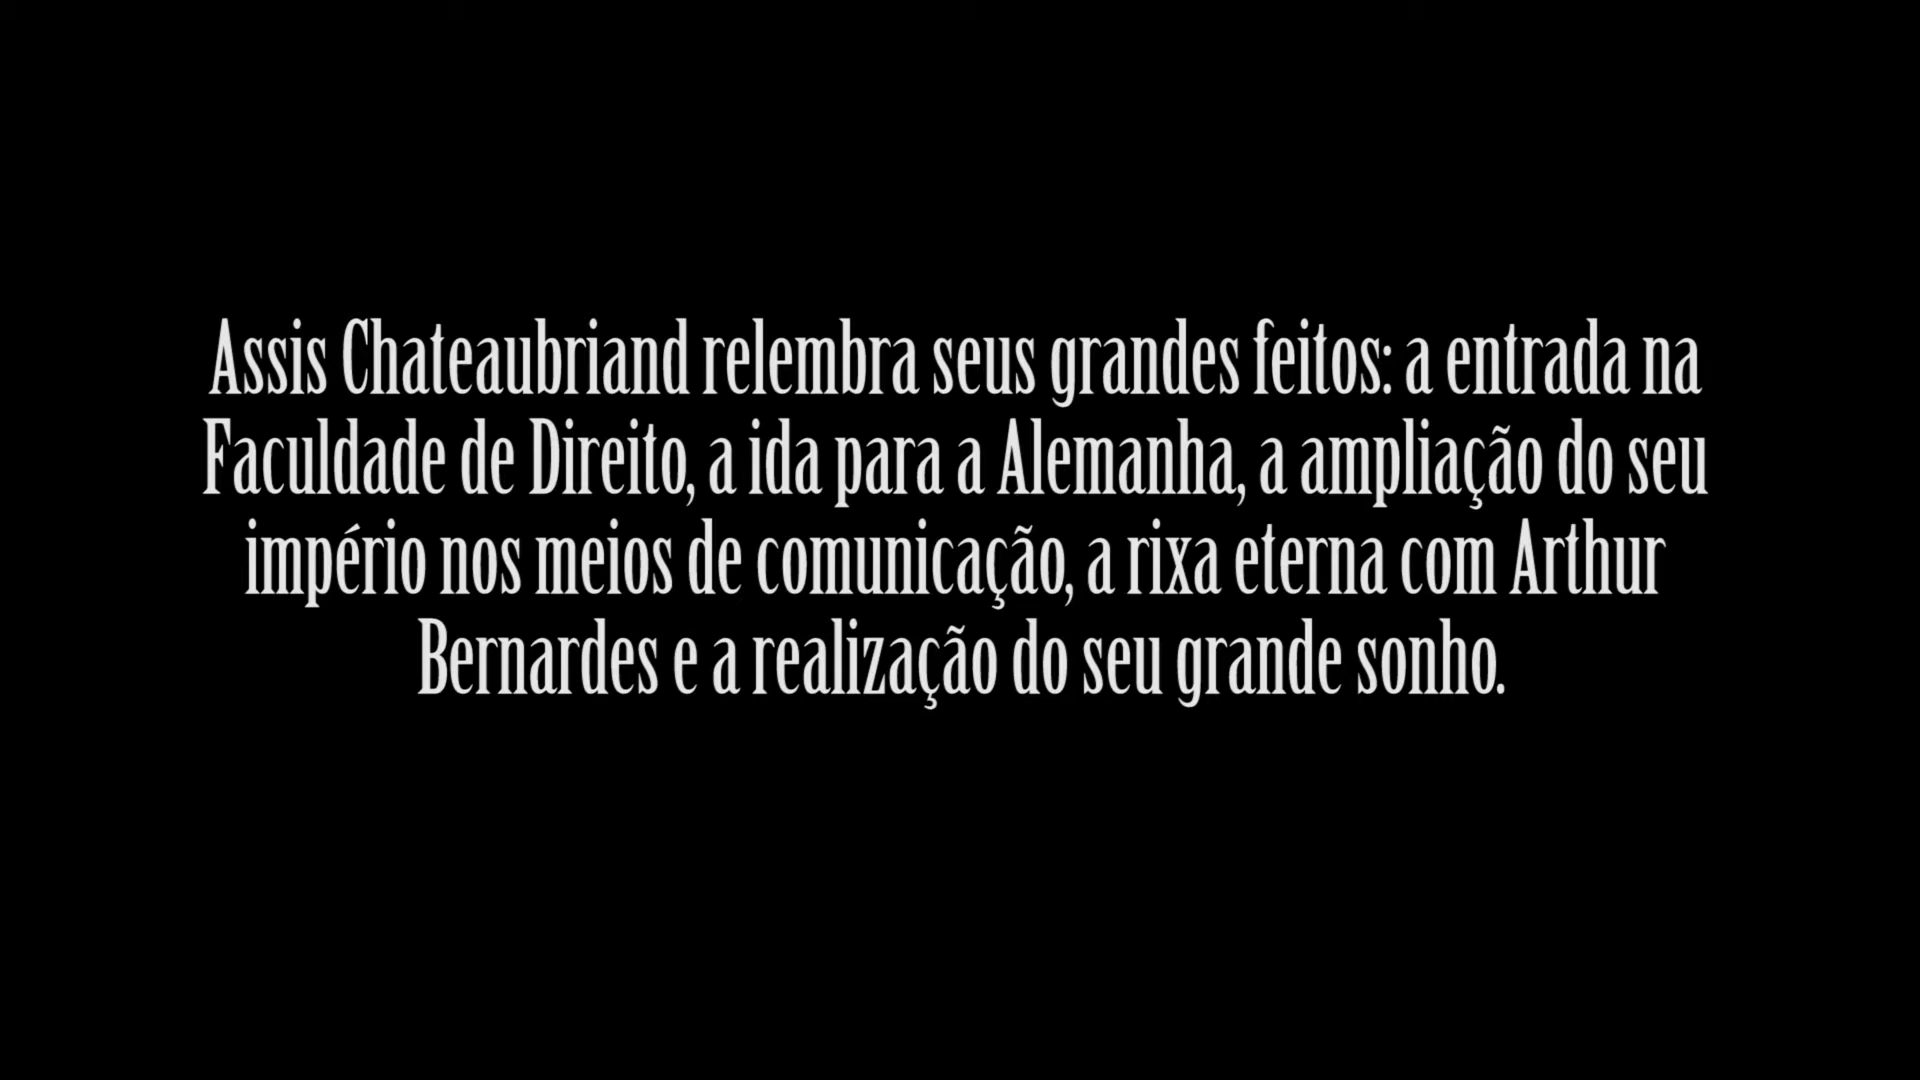 Assis Chateaubriand relembra seus grandes feitos: a entrada na
Faculdade de Direito, a ida para a Alemanha, a ampliação do seu
império nos meios de comunicação, a rixa eterna com Arthur
Bernardes e a realização do seu grande sonho.